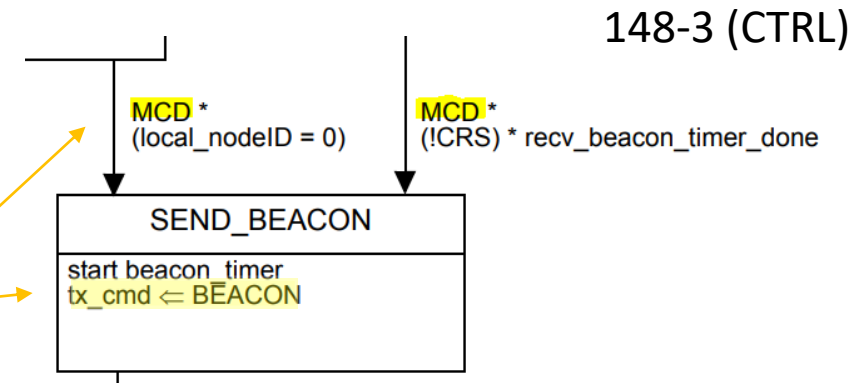 148-3 (CTRL)
MCD *
(local_nodeID = 0)
MCD *
(!CRS) * recv_beacon_timer_done
SEND_BEACON
start beacon_timer
tx_cmd ⇐ BEACON